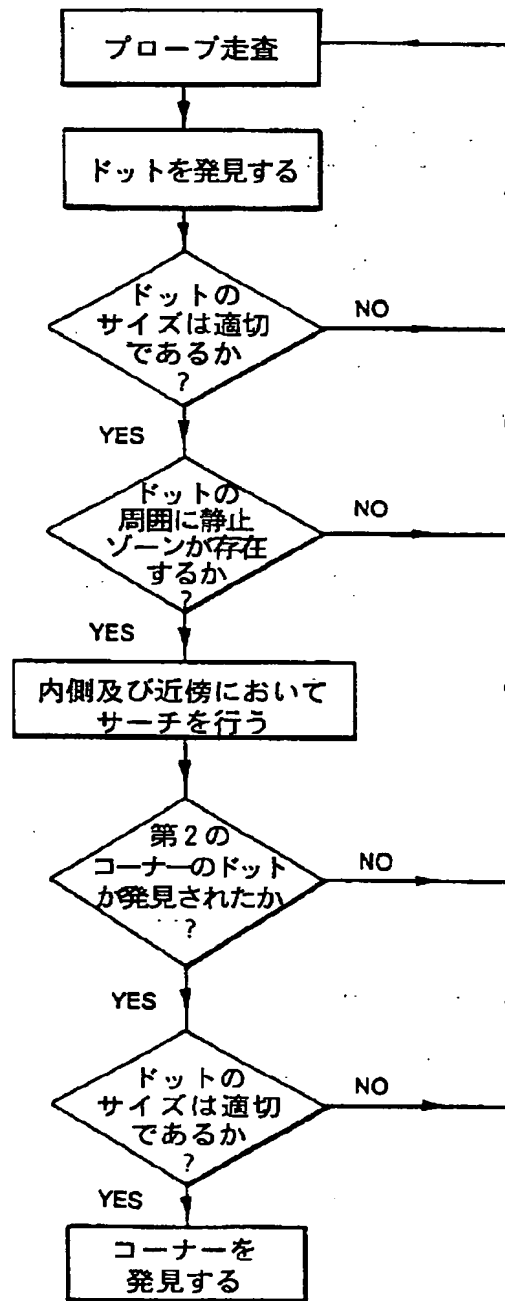 プローブ走査
ドットを発見する
ドットの
サイズは適切
であるか
?
NO
YES
ドットの
周囲に静止
ゾーンが存在
するか
?
NO
YES
内側及び近傍において
サーチを行う
第2の
コーナーのドット
が発見されたか
?
NO
YES
ドットの
サイズは適切
であるか
?
NO
YES
コーナーを
発見する